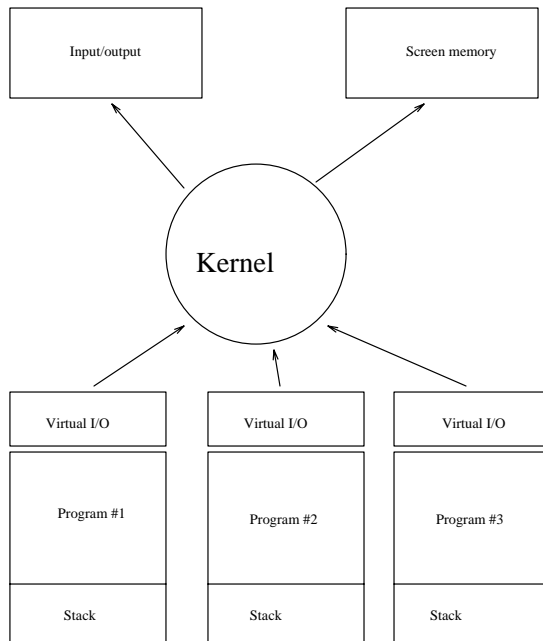 Input/output
Screen memory
Kernel
Virtual I/O
Virtual I/O
Virtual I/O
Program #1
Program #2
Program #3
Stack
Stack
Stack